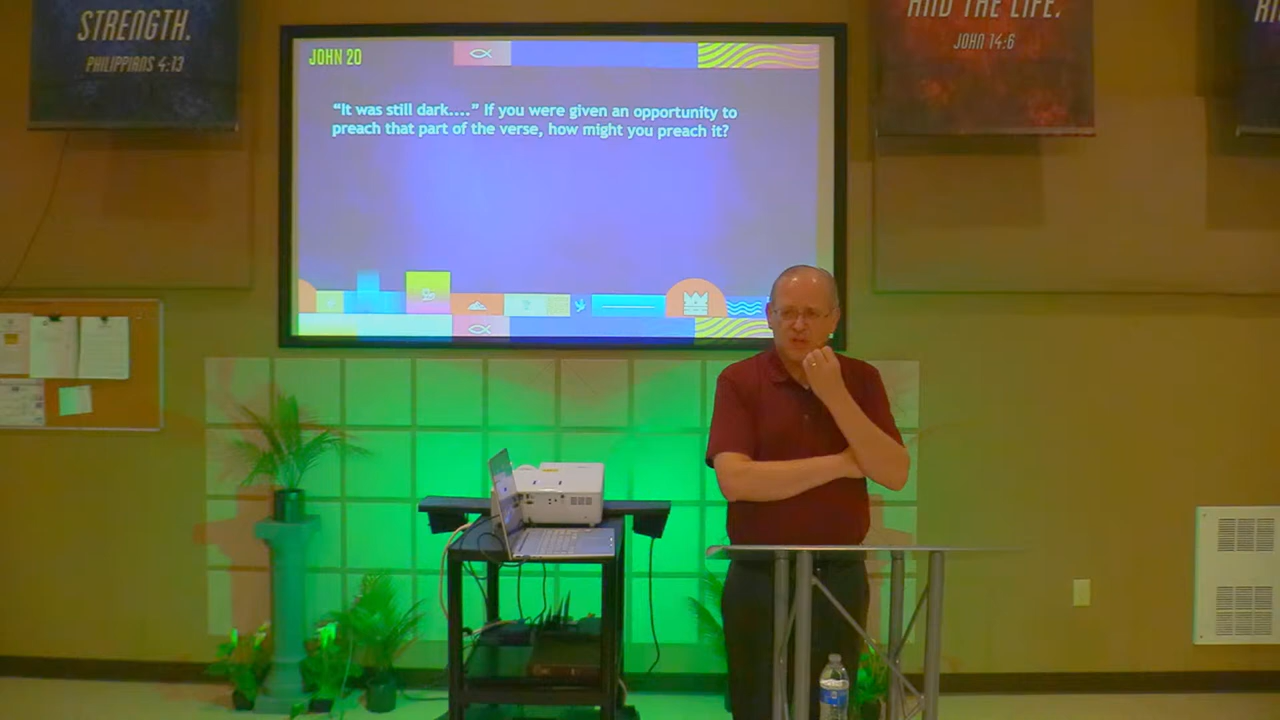 STRENGTH.
PHILIPPIANS 4:13
AND THE LIFE.
JOHN 14:6
JOHN 20
“It was still dark....” If you were given an opportunity to
preach that part of the verse, how might you preach it?